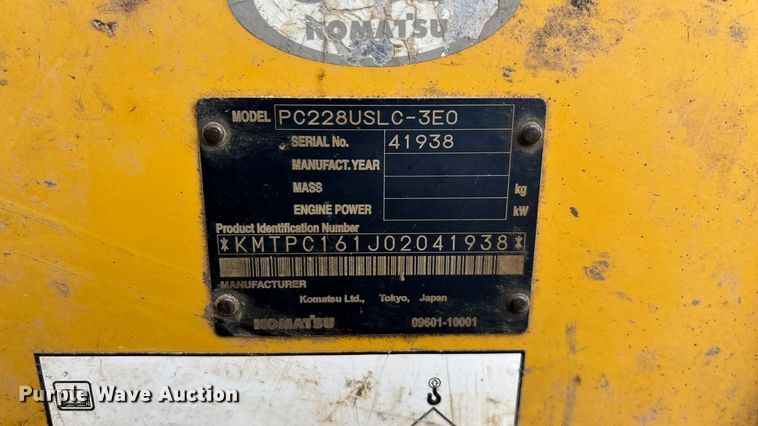 KOMATSU
MODEL PC228USLC-3E0
SERIAL No. 41938
MANUFACT. YEAR
MASS kg
ENGINE POWER kW
Product Identification Number
*KMTPC161J02041938*
MANUFACTURER
Komatsu Ltd., Tokyo, Japan
KOMATSU 09601-10001
Purple Wave Auction